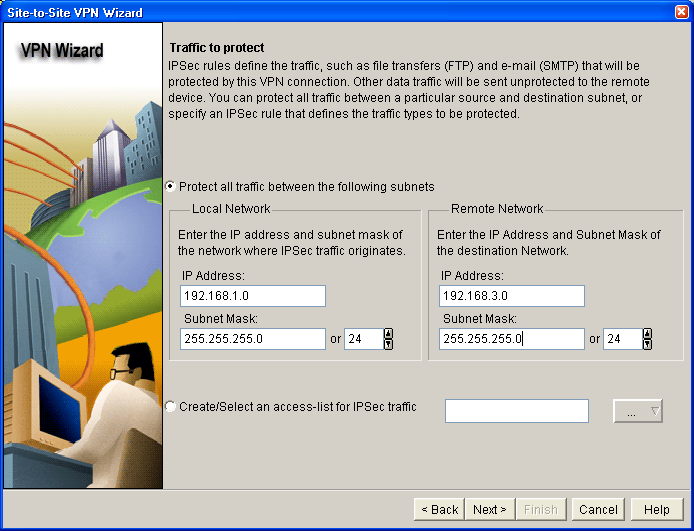 Site-to-Site VPN Wizard
VPN Wizard
Traffic to protect
IPSec rules define the traffic, such as file transfers (FTP) and e-mail (SMTP) that will be
protected by this VPN connection. Other data traffic will be sent unprotected to the remote
device. You can protect all traffic between a particular source and destination subnet, or
specify an IPSec rule that defines the traffic types to be protected.
Protect all traffic between the following subnets
Local Network
Enter the IP address and subnet mask of
the network where IPSec traffic originates.
IP Address:
192.168.1.0
Subnet Mask:
255.255.255.0 or 24
Remote Network
Enter the IP Address and Subnet Mask of
the destination Network.
IP Address:
192.168.3.0
Subnet Mask:
255.255.255.0 or 24
Create/Select an access-list for IPSec traffic
...
< Back Next > Finish Cancel Help